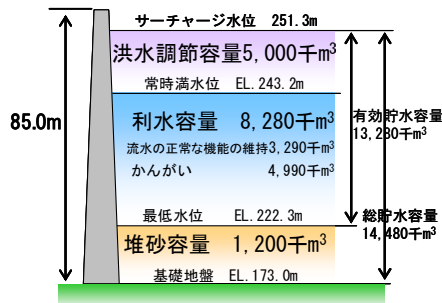 サーチャージ水位 251.3m
洪水調節容量5,000千m³
常時満水位 EL.243.2m
85.0m
利水容量 8,280千m³
有効貯水容量
13,280千m³
流水の正常な機能の維持3,290千m³
かんがい 4,990千m³
最低水位 EL.222.3m
総貯水容量
14,480千m³
堆砂容量 1,200千m³
基礎地盤 EL.173.0m